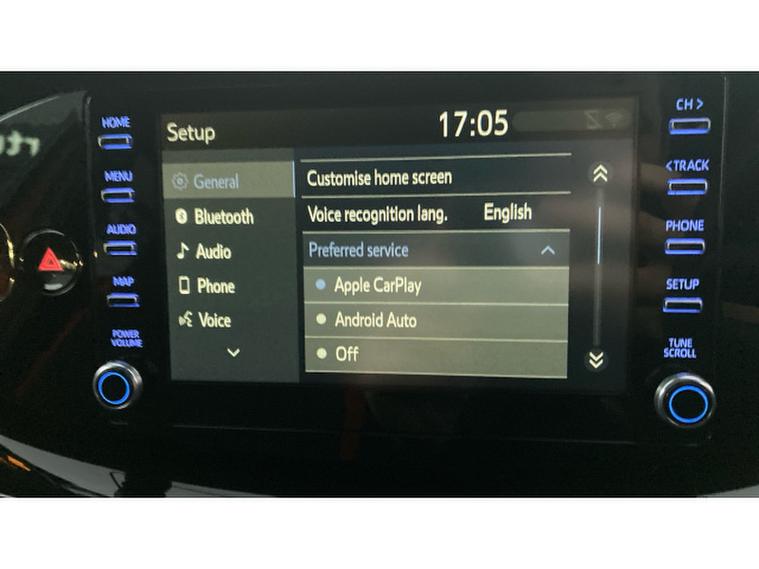 Setup 17:05
HOME
MENU
AUDIO
MAP
POWER
VOLUME
General
Bluetooth
Audio
Phone
Voice
Customise home screen
Voice recognition lang. English
Preferred service
Apple CarPlay
Android Auto
Off
CH >
< TRACK
PHONE
SETUP
TUNE
SCROLL